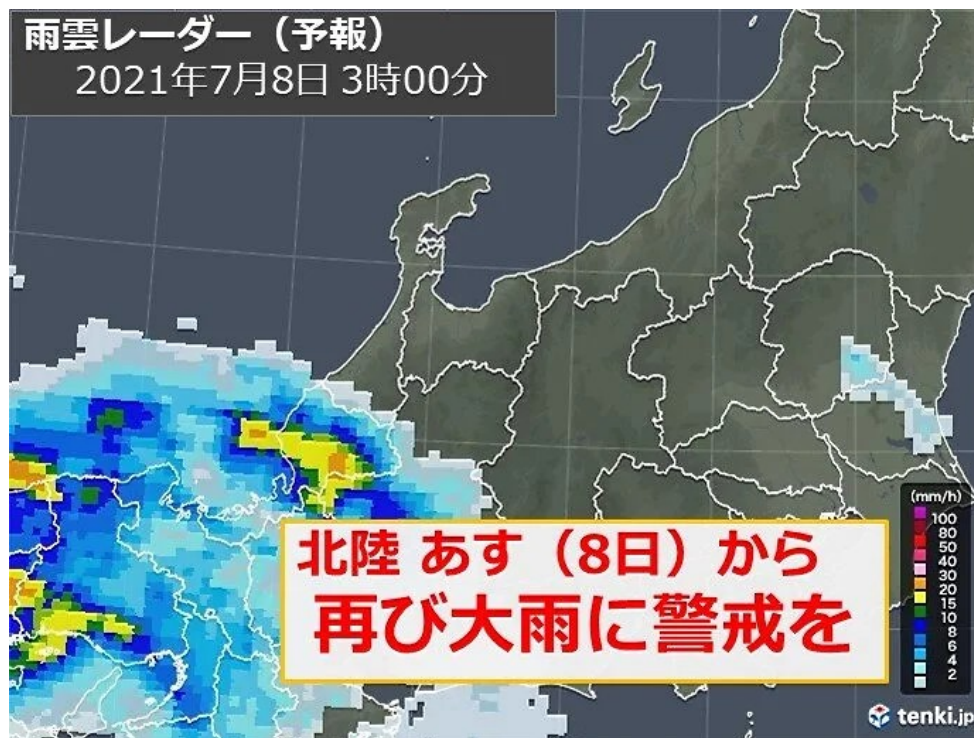 雨雲レーダー（予報）
2021年7月8日 3時00分
北陸 あす（8日）から
再び大雨に警戒を
(mm/h)
100
80
50
40
30
20
15
10
8
6
4
2
tenki.jp